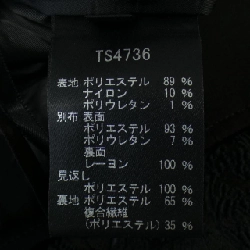 TS4736
表地 ポリエステル 89 %
ナイロン 10 %
ポリウレタン 1 %
別布 表面
ポリエステル 93 %
ポリウレタン 7 %
裏面
レーヨン 100 %
見返し
ポリエステル 100 %
裏地 ポリエステル 65 %
複合繊維
(ポリエステル) 35 %